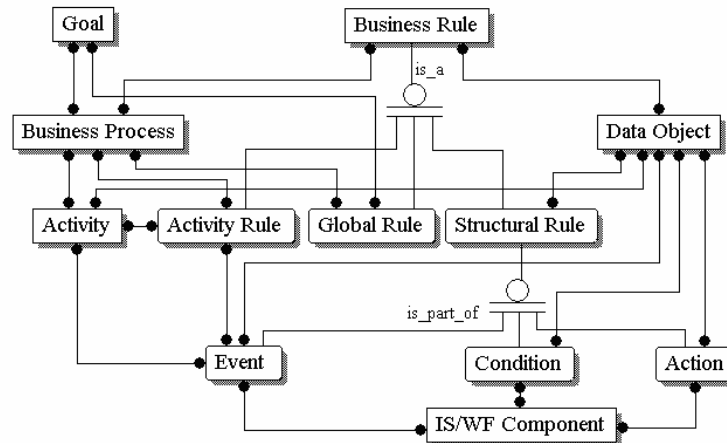 Goal
Business Rule
is_a
Business Process
Data Object
Activity
Activity Rule
Global Rule
Structural Rule
is_part_of
Event
Condition
Action
IS/WF Component